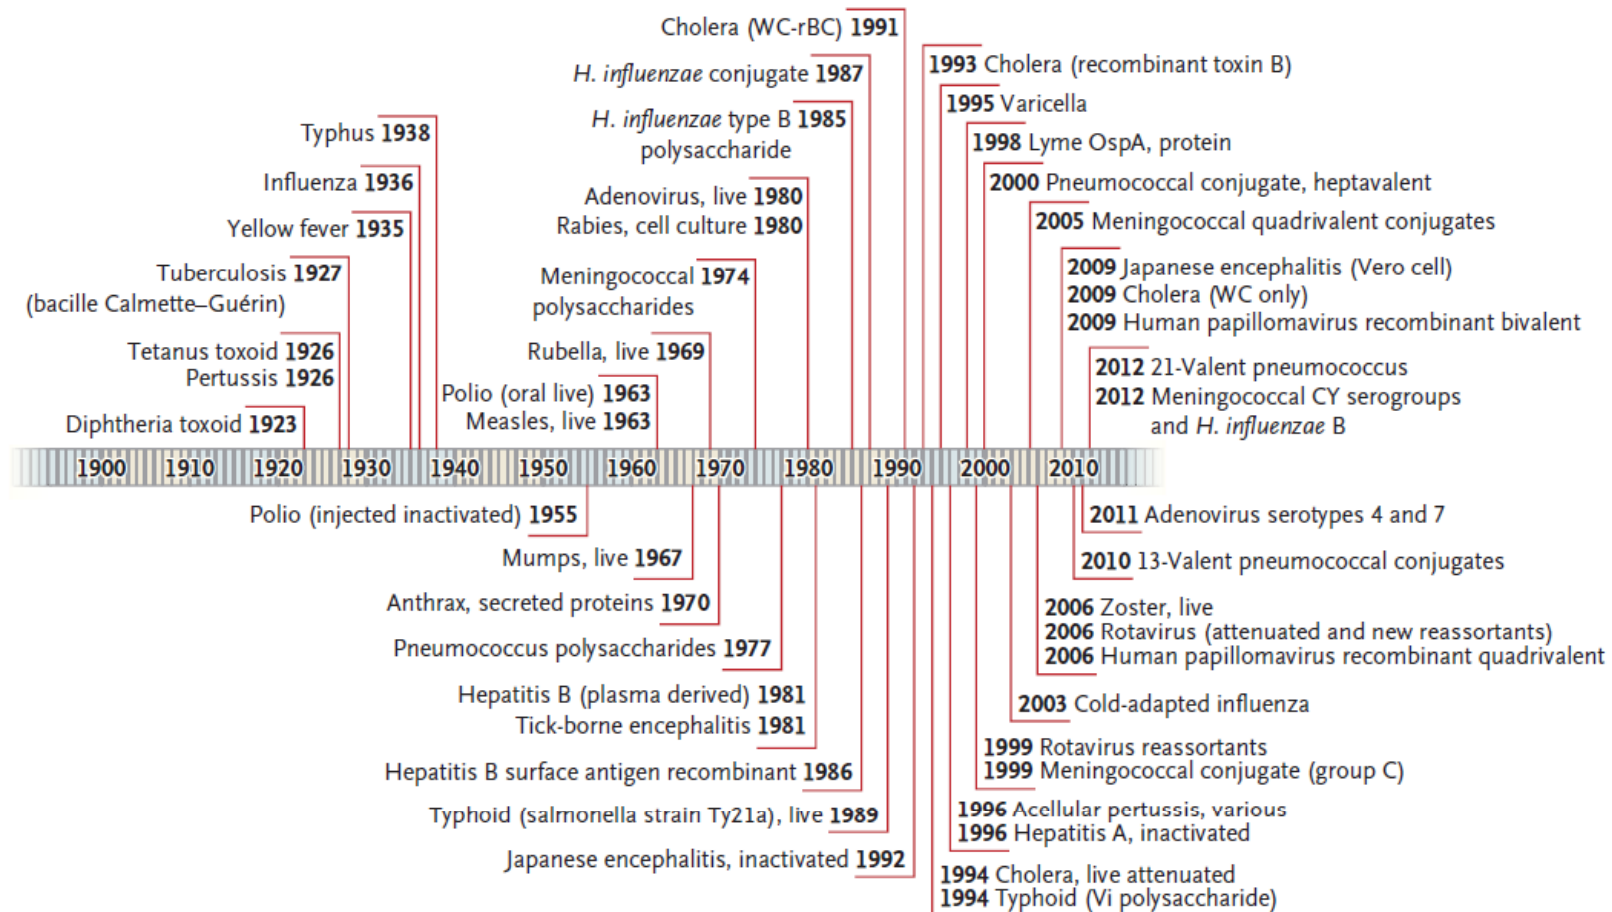 Cholera (WC-rBC) 1991
H. influenzae conjugate 1987
H. influenzae type B 1985
polysaccharide
Typhus 1938
Influenza 1936
Adenovirus, live 1980
Rabies, cell culture 1980
Yellow fever 1935
Tuberculosis 1927
(bacille Calmette–Guérin)
Meningococcal 1974
polysaccharides
Tetanus toxoid 1926
Pertussis 1926
Rubella, live 1969
Polio (oral live) 1963
Measles, live 1963
Diphtheria toxoid 1923
1993 Cholera (recombinant toxin B)
1995 Varicella
1998 Lyme OspA, protein
2000 Pneumococcal conjugate, heptavalent
2005 Meningococcal quadrivalent conjugates
2009 Japanese encephalitis (Vero cell)
2009 Cholera (WC only)
2009 Human papillomavirus recombinant bivalent
2012 21-Valent pneumococcus
2012 Meningococcal CY serogroups
and H. influenzae B
1900 1910 1920 1930 1940 1950 1960 1970 1980 1990 2000 2010
Polio (injected inactivated) 1955
Mumps, live 1967
Anthrax, secreted proteins 1970
Pneumococcus polysaccharides 1977
Hepatitis B (plasma derived) 1981
Tick-borne encephalitis 1981
Hepatitis B surface antigen recombinant 1986
Typhoid (salmonella strain Ty21a), live 1989
Japanese encephalitis, inactivated 1992
2011 Adenovirus serotypes 4 and 7
2010 13-Valent pneumococcal conjugates
2006 Zoster, live
2006 Rotavirus (attenuated and new reassortants)
2006 Human papillomavirus recombinant quadrivalent
2003 Cold-adapted influenza
1999 Rotavirus reassortants
1999 Meningococcal conjugate (group C)
1996 Acellular pertussis, various
1996 Hepatitis A, inactivated
1994 Cholera, live attenuated
1994 Typhoid (Vi polysaccharide)